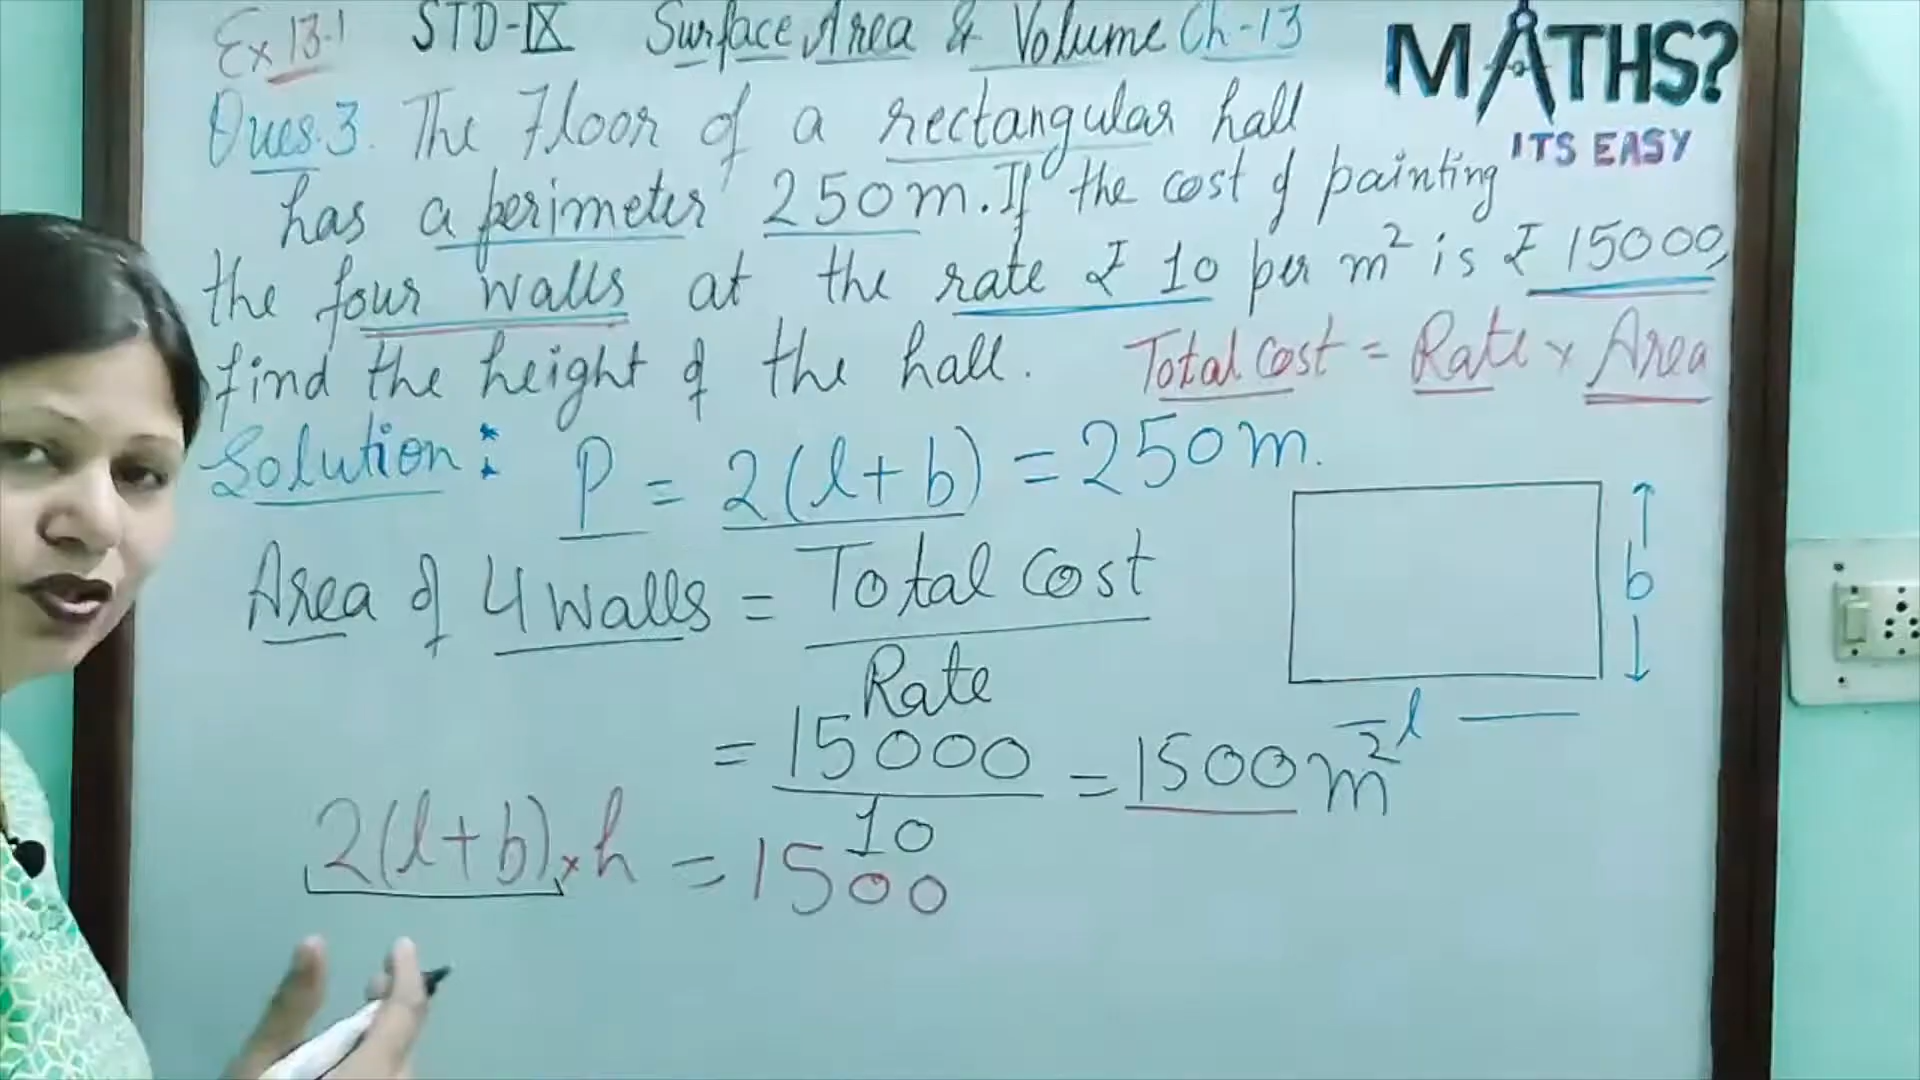 Ex 13.1 STD-IX Surface Area & Volume Ch-13
MATHS?
ITS EASY
Ques.3. The Floor of a rectangular hall
has a perimeter 250m. If the cost of painting
the four walls at the rate ₹ 10 per m² is ₹ 15000,
find the height of the hall. Total cost = Rate × Area
Solution: P = 2(l+b) = 250m.
Area of 4 walls = Total cost
Rate
b
l
= 15000
10
= 1500m²
2(l+b)×h = 1500